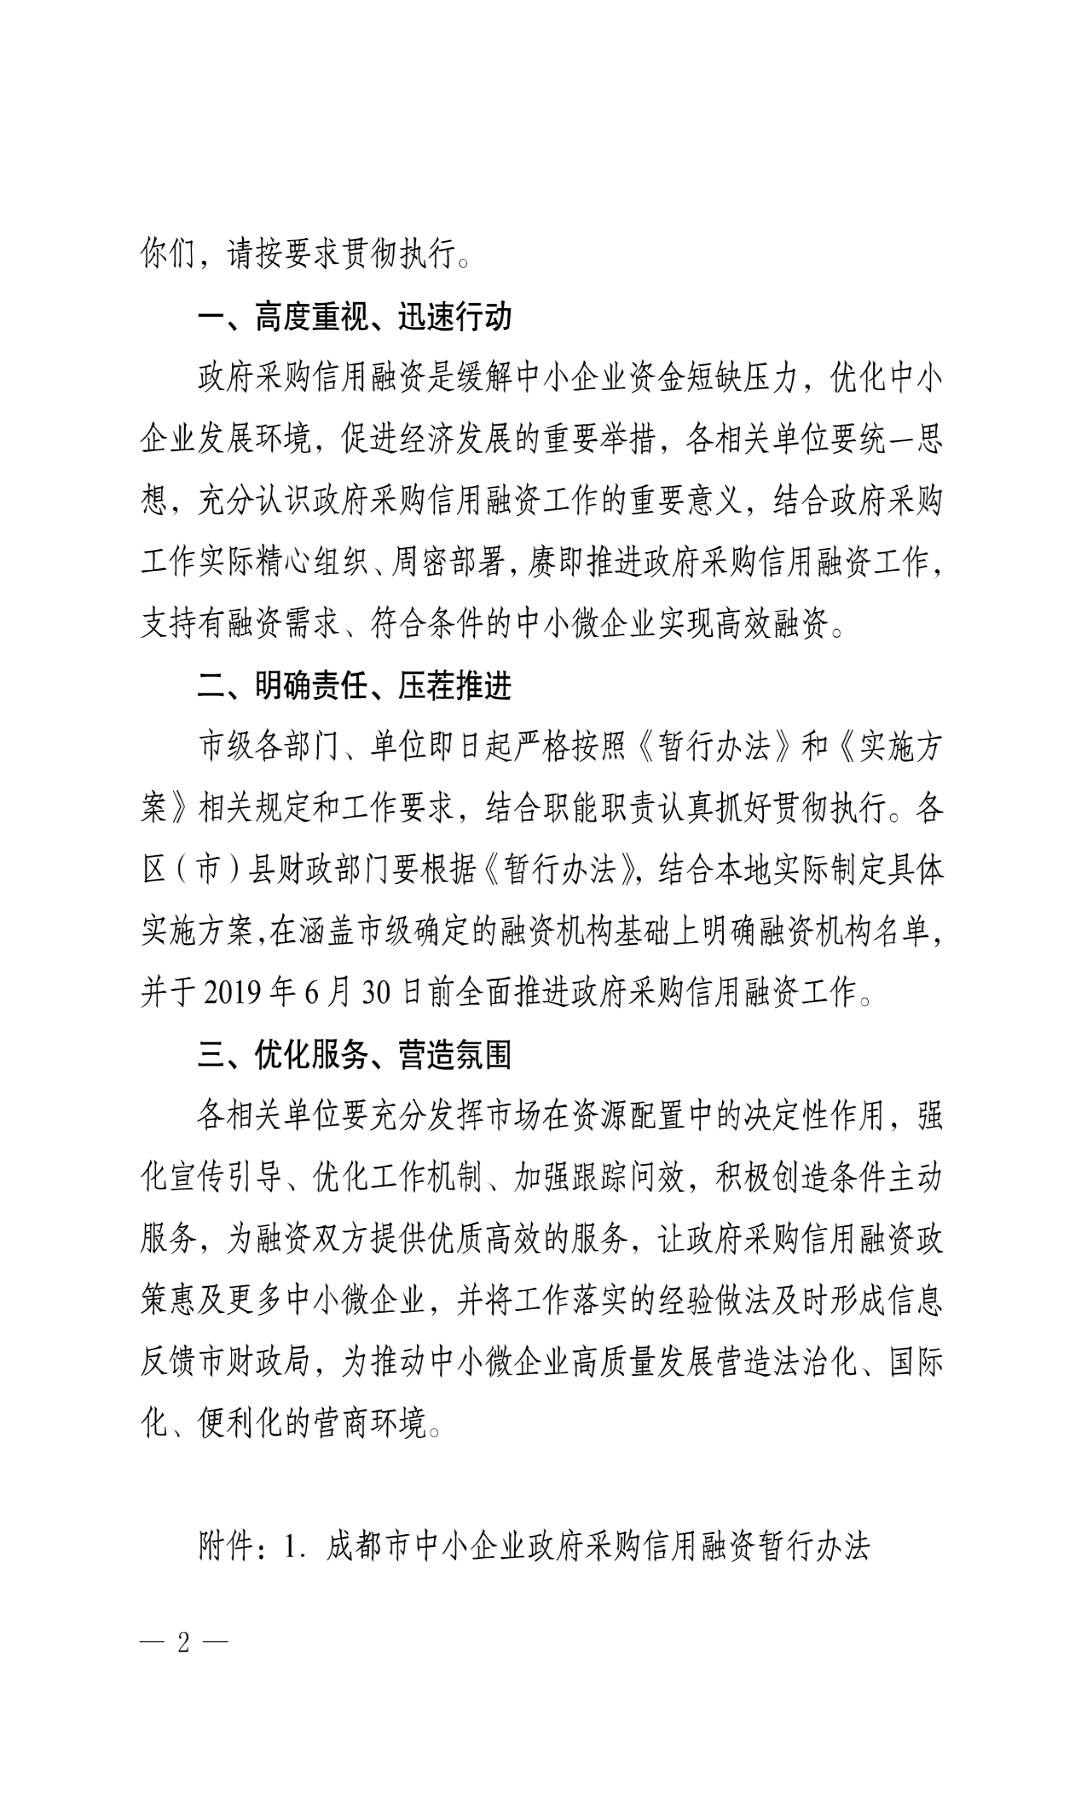 你们，请按要求贯彻执行。
一、高度重视、迅速行动
政府采购信用融资是缓解中小企业资金短缺压力，优化中小
企业发展环境，促进经济发展的重要举措，各相关单位要统一思
想，充分认识政府采购信用融资工作的重要意义，结合政府采购
工作实际精心组织、周密部署，赓即推进政府采购信用融资工作，
支持有融资需求、符合条件的中小微企业实现高效融资。
二、明确责任、压茬推进
市级各部门、单位即日起严格按照《暂行办法》和《实施方
案》相关规定和工作要求，结合职能职责认真抓好贯彻执行。各
区（市）县财政部门要根据《暂行办法》，结合本地实际制定具体
实施方案，在涵盖市级确定的融资机构基础上明确融资机构名单，
并于 2019 年 6 月 30 日前全面推进政府采购信用融资工作。
三、优化服务、营造氛围
各相关单位要充分发挥市场在资源配置中的决定性作用，强
化宣传引导、优化工作机制、加强跟踪问效，积极创造条件主动
服务，为融资双方提供优质高效的服务，让政府采购信用融资政
策惠及更多中小微企业，并将工作落实的经验做法及时形成信息
反馈市财政局，为推动中小微企业高质量发展营造法治化、国际
化、便利化的营商环境。
附件：1. 成都市中小企业政府采购信用融资暂行办法
— 2 —